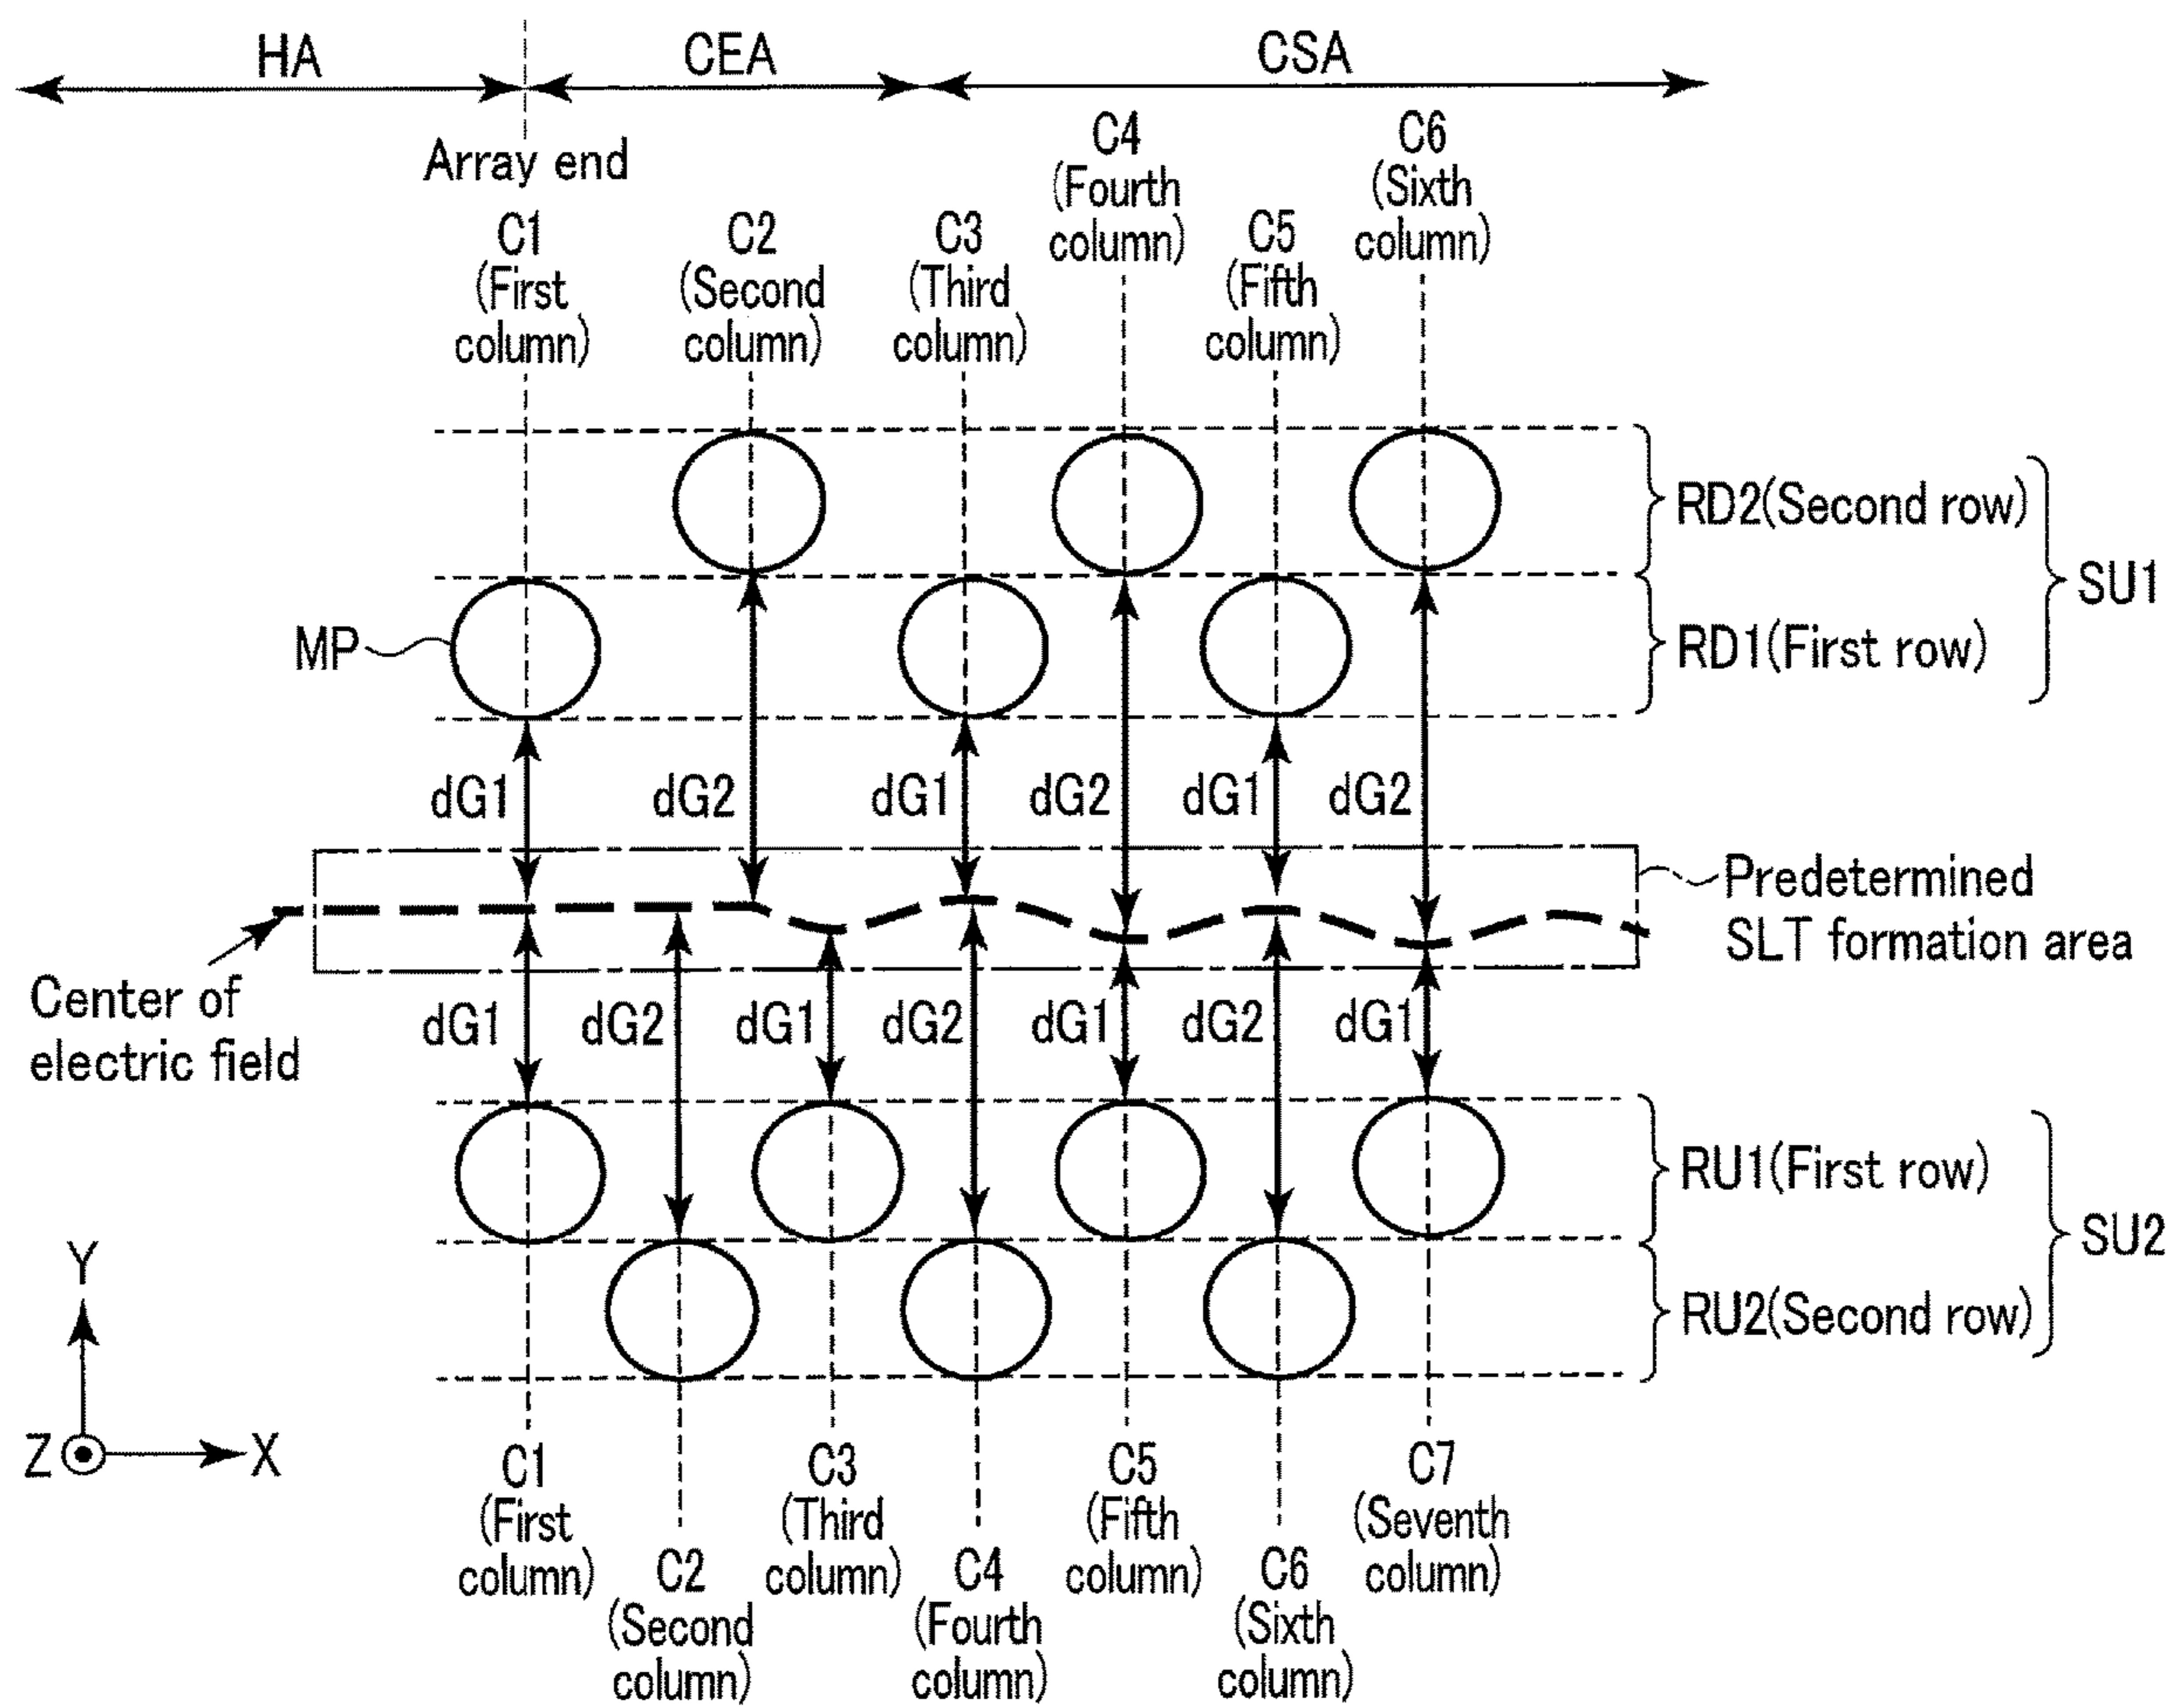 HA CEA CSA
Array end
C1
(First
column)
C2
(Second
column)
C3
(Third
column)
C4
(Fourth
column)
C5
(Fifth
column)
C6
(Sixth
column)
RD2(Second row)
RD1(First row)
SU1
MP
dG1 dG2 dG1 dG2 dG1 dG2
Predetermined
SLT formation area
Center of
electric field
dG1 dG2 dG1 dG2 dG1 dG2 dG1
RU1(First row)
RU2(Second row)
SU2
Y
Z X
C1
(First
column)
C2
(Second
column)
C3
(Third
column)
C4
(Fourth
column)
C5
(Fifth
column)
C6
(Sixth
column)
C7
(Seventh
column)